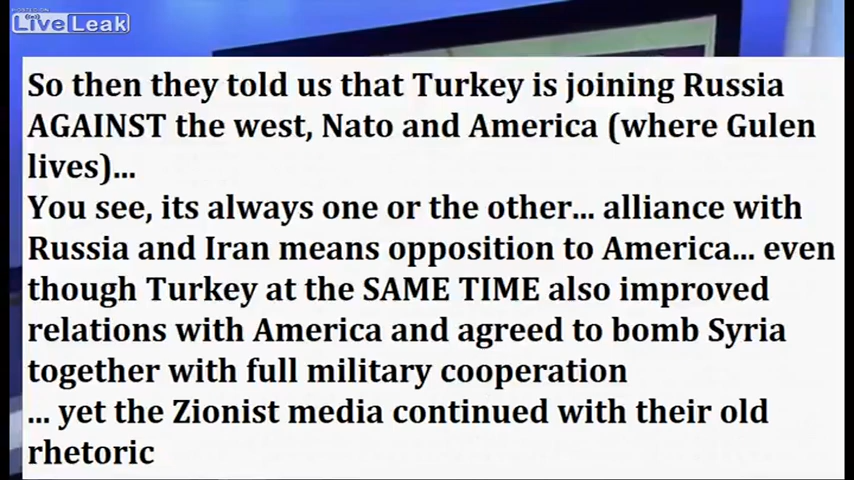 POSTED ON
LiveLeak
So then they told us that Turkey is joining Russia
AGAINST the west, Nato and America (where Gulen
lives)...
You see, its always one or the other... alliance with
Russia and Iran means opposition to America... even
though Turkey at the SAME TIME also improved
relations with America and agreed to bomb Syria
together with full military cooperation
... yet the Zionist media continued with their old
rhetoric